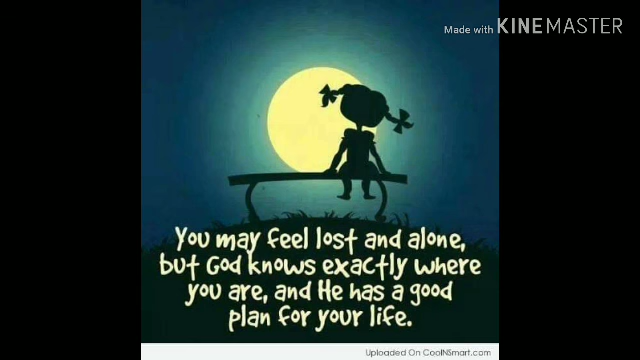 Made with KINEMASTER
You may feel lost and alone,
but God knows exactly where
you are, and He has a good
plan for your life.
Uploaded On CoolNSmart.com